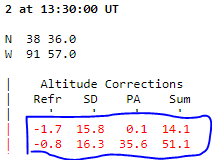 2 at 13:30:00 UT
N 38 36.0
W 91 57.0
Altitude Corrections
Refr SD PA Sum
' ' ' '
-1.7 15.8 0.1 14.1
-0.8 16.3 35.6 51.1